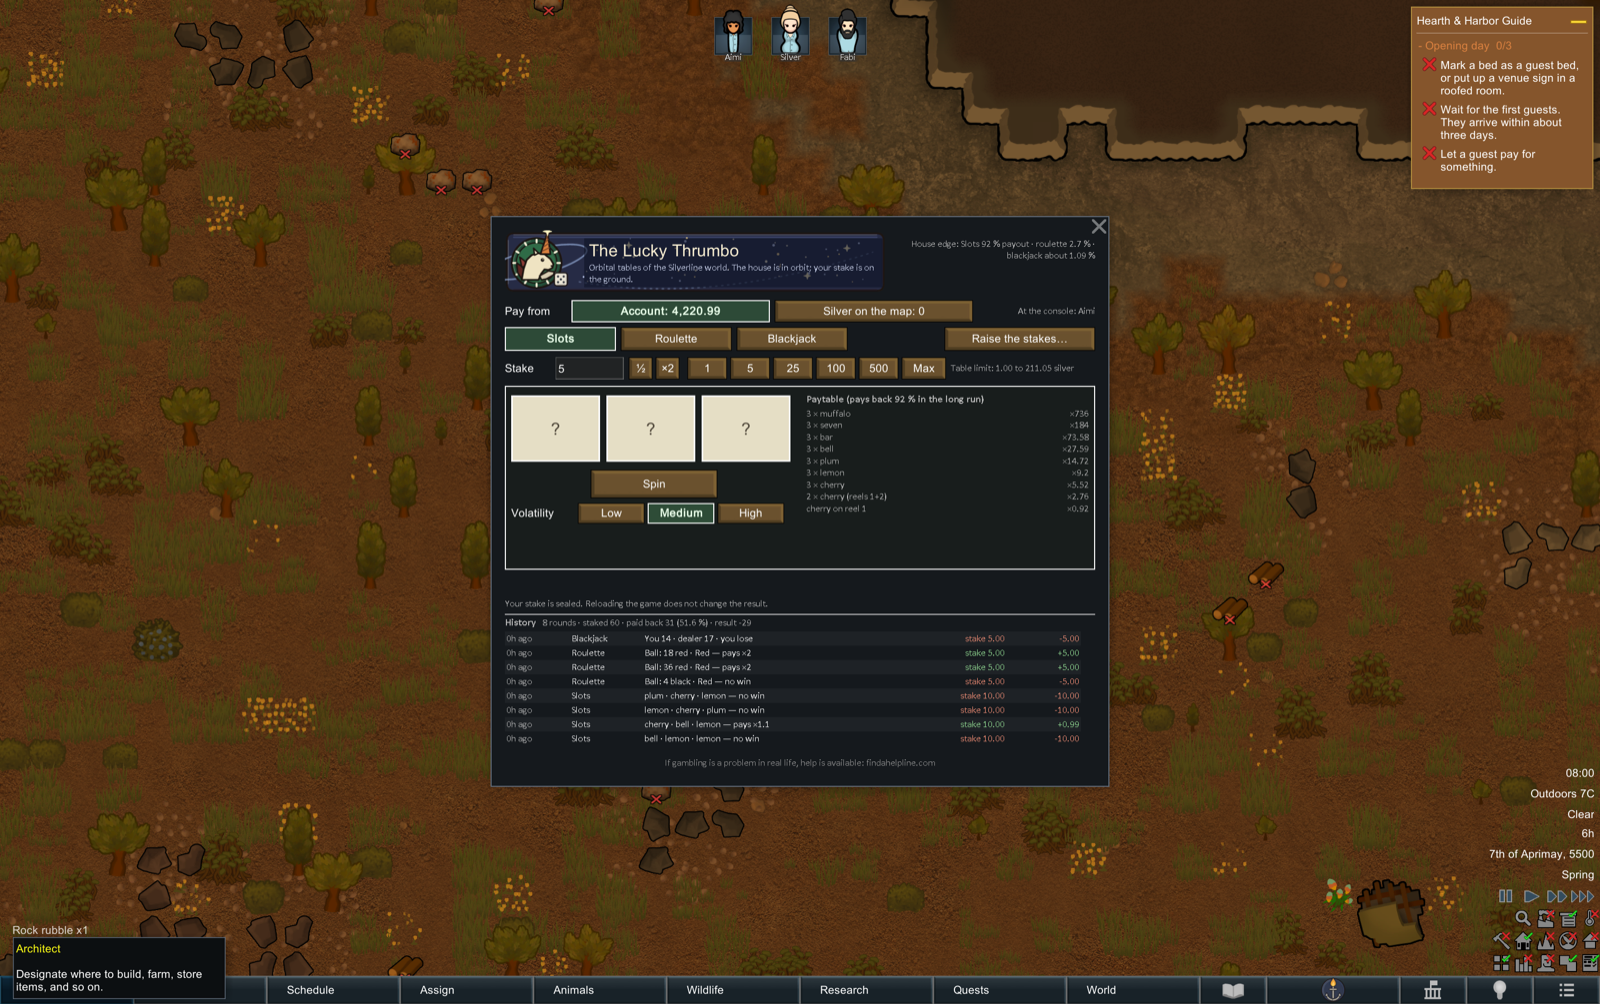 Aimi
Silver
Fabi
Hearth & Harbor Guide
- Opening day 0/3
Mark a bed as a guest bed,
or put up a venue sign in a
roofed room.
Wait for the first guests.
They arrive within about
three days.
Let a guest pay for
something.
The Lucky Thrumbo
Orbital tables of the Silverline world. The house is in orbit; your stake is on
the ground.
House edge: Slots 92 % payout · roulette 2.7 % ·
blackjack about 1.09 %
Pay from
Account: 4,220.99
Silver on the map: 0
At the console: Aimi
Slots
Roulette
Blackjack
Raise the stakes...
Stake
5
½
×2
1
5
25
100
500
Max
Table limit: 1.00 to 211.05 silver
?
?
?
Spin
Volatility
Low
Medium
High
Paytable (pays back 92 % in the long run)
3 × muffalo ×736
3 × seven ×184
3 × bar ×73.58
3 × bell ×27.59
3 × plum ×14.72
3 × lemon ×9.2
3 × cherry ×5.52
2 × cherry (reels 1+2) ×2.76
cherry on reel 1 ×0.92
Your stake is sealed. Reloading the game does not change the result.
History 8 rounds · staked 60 · paid back 31 (51.6 %) · result -29
0h ago Blackjack You 14 · dealer 17 · you lose stake 5.00 -5.00
0h ago Roulette Ball: 18 red · Red — pays ×2 stake 5.00 +5.00
0h ago Roulette Ball: 36 red · Red — pays ×2 stake 5.00 +5.00
0h ago Roulette Ball: 4 black · Red — no win stake 5.00 -5.00
0h ago Slots plum · cherry · lemon — no win stake 10.00 -10.00
0h ago Slots lemon · cherry · plum — no win stake 10.00 -10.00
0h ago Slots cherry · bell · lemon — pays ×1.1 stake 10.00 +0.99
0h ago Slots bell · lemon · lemon — no win stake 10.00 -10.00
If gambling is a problem in real life, help is available: findahelpline.com
08:00
Outdoors 7C
Clear
6h
7th of Aprimay, 5500
Spring
Rock rubble x1
Architect
Designate where to build, farm, store
items, and so on.
Schedule
Assign
Animals
Wildlife
Research
Quests
World